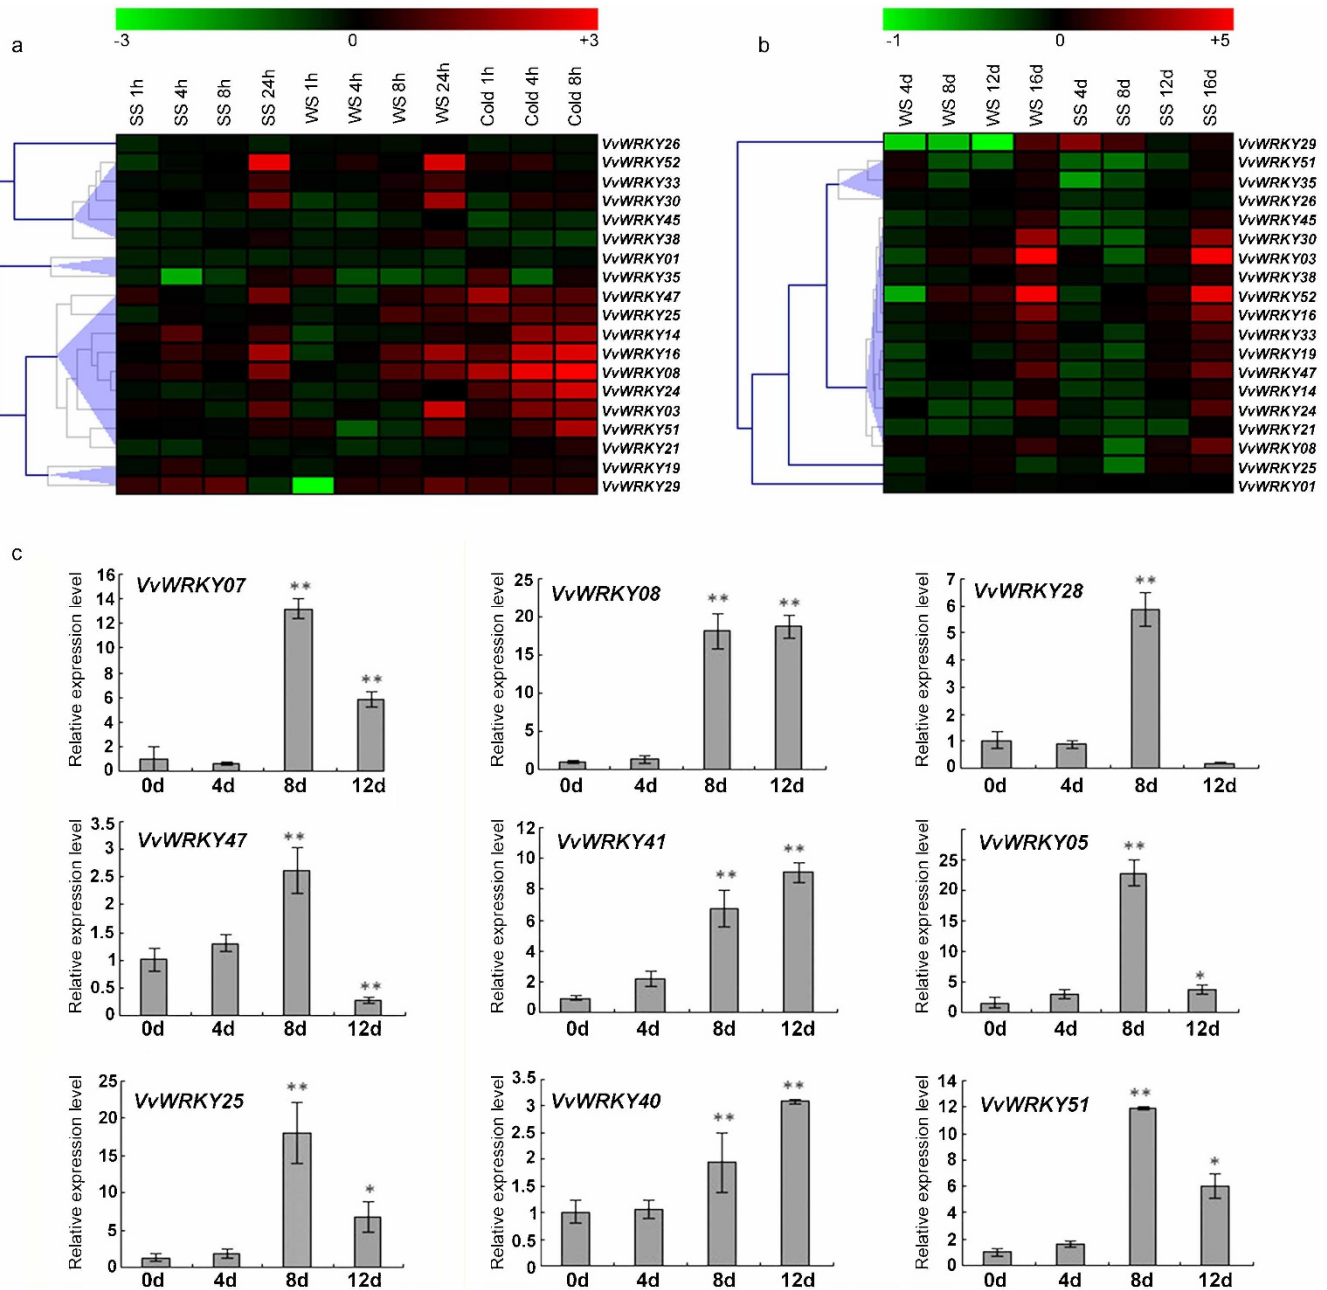 a
-3 0 +3
SS 1h SS 4h SS 8h SS 24h WS 1h WS 4h WS 8h WS 24h Cold 1h Cold 4h Cold 8h
VvWRKY26
VvWRKY52
VvWRKY33
VvWRKY30
VvWRKY45
VvWRKY38
VvWRKY01
VvWRKY35
VvWRKY47
VvWRKY25
VvWRKY14
VvWRKY16
VvWRKY08
VvWRKY24
VvWRKY03
VvWRKY51
VvWRKY21
VvWRKY19
VvWRKY29
b
-1 0 +5
WS 4d WS 8d WS 12d WS 16d SS 4d SS 8d SS 12d SS 16d
VvWRKY29
VvWRKY51
VvWRKY35
VvWRKY26
VvWRKY45
VvWRKY30
VvWRKY03
VvWRKY38
VvWRKY52
VvWRKY16
VvWRKY33
VvWRKY19
VvWRKY47
VvWRKY14
VvWRKY24
VvWRKY21
VvWRKY08
VvWRKY25
VvWRKY01
c
Relative expression level
VvWRKY07
16
14
12
10
8
6
4
2
0
** **
0d 4d 8d 12d
Relative expression level
VvWRKY08
25
20
15
10
5
0
** **
0d 4d 8d 12d
Relative expression level
VvWRKY28
7
6
5
4
3
2
1
0
**
0d 4d 8d 12d
Relative expression level
VvWRKY47
3.5
3
2.5
2
1.5
1
0.5
0
** **
0d 4d 8d 12d
Relative expression level
VvWRKY41
12
10
8
6
4
2
0
** **
0d 4d 8d 12d
Relative expression level
VvWRKY05
25
20
15
10
5
0
** *
0d 4d 8d 12d
Relative expression level
VvWRKY25
25
20
15
10
5
0
** *
0d 4d 8d 12d
Relative expression level
VvWRKY40
3.5
3
2.5
2
1.5
1
0.5
0
** **
0d 4d 8d 12d
Relative expression level
VvWRKY51
14
12
10
8
6
4
2
0
** *
0d 4d 8d 12d